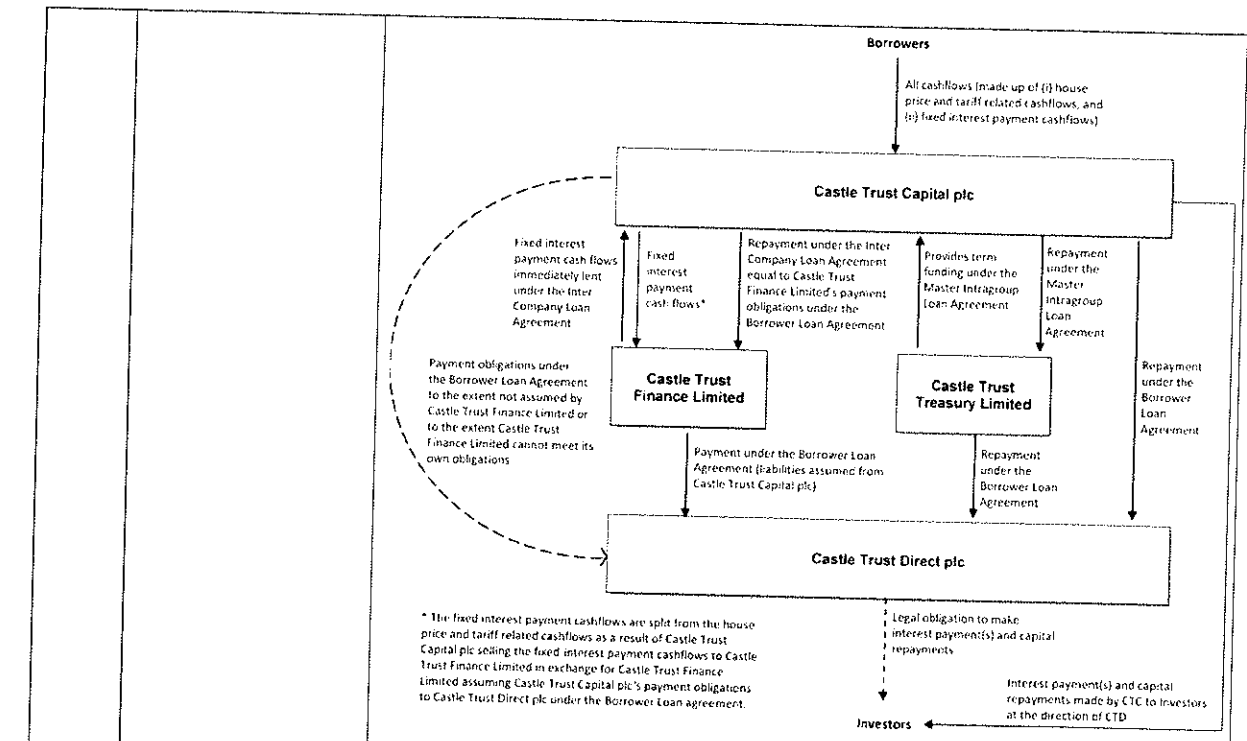 Borrowers
All cashflows (made up of (i) house
price and tariff related cashflows, and
(ii) fixed interest payment cashflows)
Castle Trust Capital plc
Fixed interest
payment cash flows
immediately lent
under the Inter
Company Loan
Agreement
Fixed
interest
payment
cash flows*
Repayment under the Inter
Company Loan Agreement
equal to Castle Trust
Finance Limited's payment
obligations under the
Borrower Loan Agreement
Provides term
funding under the
Master Intragroup
Loan Agreement
Repayment
under the
Master
Intragroup
Loan
Agreement
Repayment
under the
Borrower
Loan
Agreement
Payment obligations under
the Borrower Loan Agreement
to the extent not assumed by
Castle Trust Finance Limited or
to the extent Castle Trust
Finance Limited cannot meet its
own obligations
Castle Trust
Finance Limited
Castle Trust
Treasury Limited
Payment under the Borrower Loan
Agreement (liabilities assumed from
Castle Trust Capital plc)
Repayment
under the
Borrower Loan
Agreement
Castle Trust Direct plc
* The fixed interest payment cashflows are split from the house
price and tariff related cashflows as a result of Castle Trust
Capital plc selling the fixed interest payment cashflows to Castle
Trust Finance Limited in exchange for Castle Trust Finance
Limited assuming Castle Trust Capital plc's payment obligations
to Castle Trust Direct plc under the Borrower Loan agreement.
Legal obligation to make
interest payment(s) and capital
repayments
Interest payment(s) and capital
repayments made by CTC to Investors
at the direction of CTD
Investors